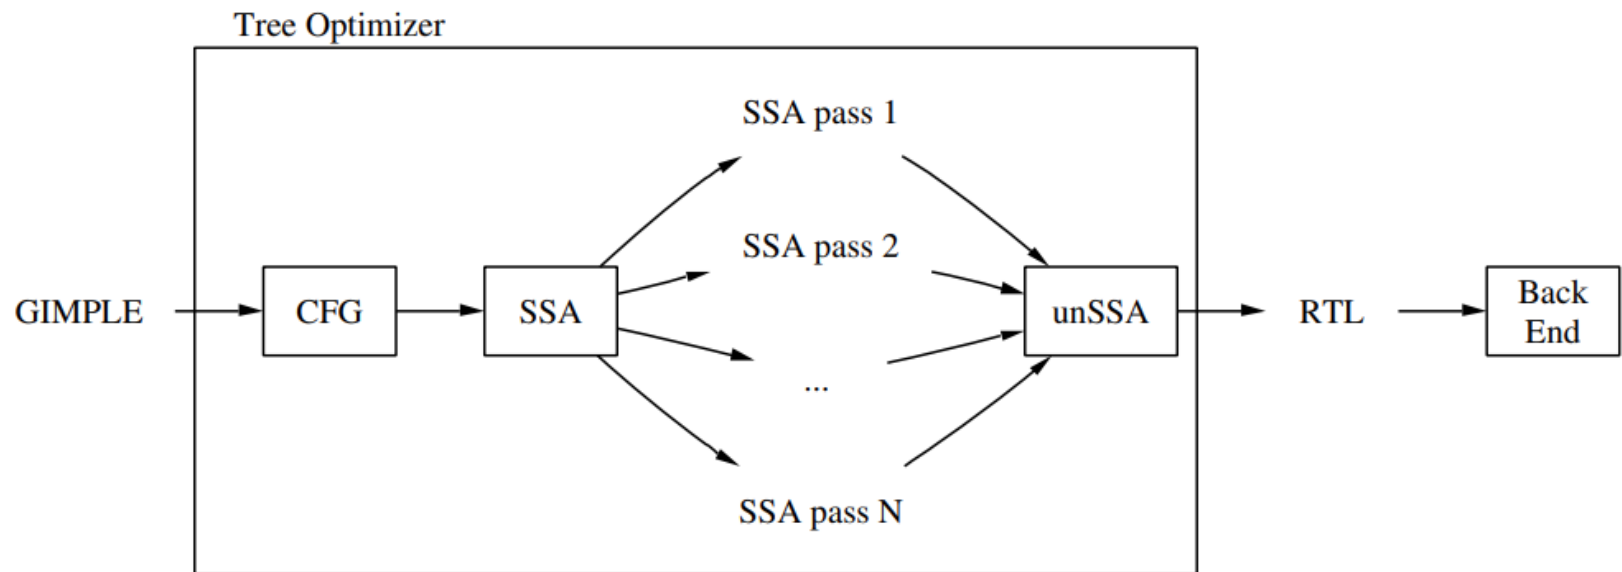 Tree Optimizer
SSA pass 1
SSA pass 2
GIMPLE
CFG
SSA
unSSA
RTL
Back
End
...
SSA pass N